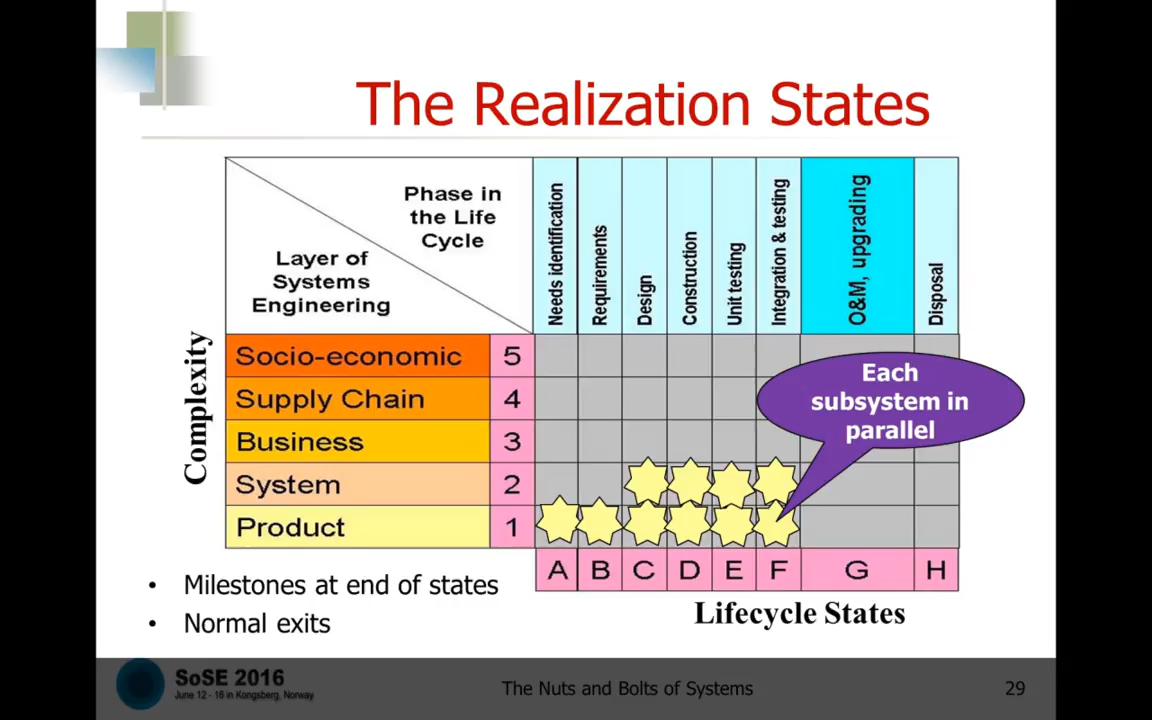 The Realization States
Phase in
the Life
Cycle
Layer of
Systems
Engineering
Needs identification
Requirements
Design
Construction
Unit testing
Integration & testing
O&M, upgrading
Disposal
Complexity
Socio-economic 5
Supply Chain 4
Business 3
System 2
Product 1
Each
subsystem in
parallel
A B C D E F G H
Lifecycle States
• Milestones at end of states
• Normal exits
SoSE 2016
June 12 - 16 in Kongsberg, Norway
The Nuts and Bolts of Systems
29